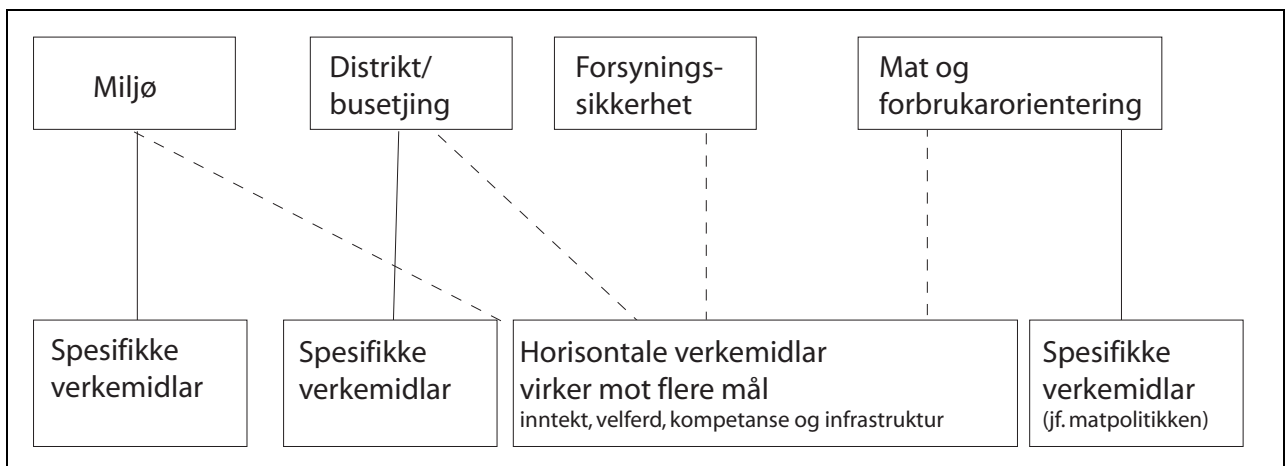 Miljø
Distrikt/
busetjing
Forsynings-
sikkerhet
Mat og
forbrukarorientering
Spesifikke
verkemidlar
Spesifikke
verkemidlar
Horisontale verkemidlar
virker mot flere mål
inntekt, velferd, kompetanse og infrastruktur
Spesifikke
verkemidlar
(jf. matpolitikken)